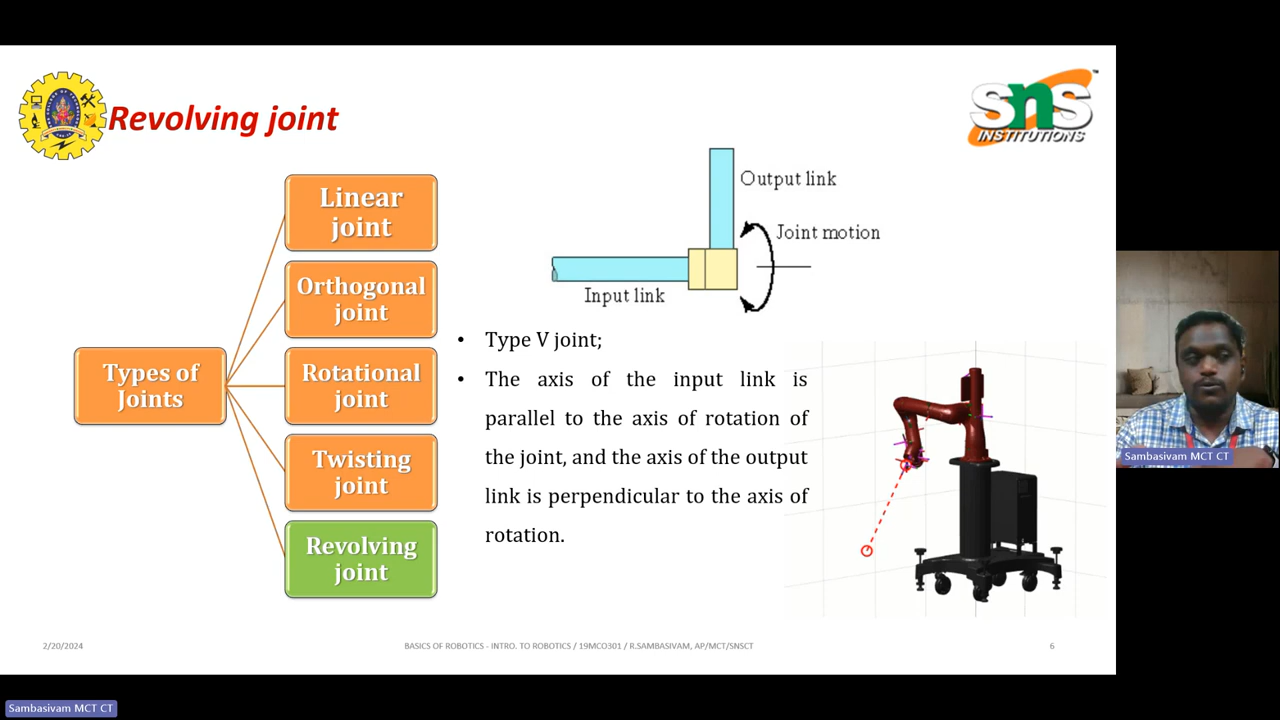 Revolving joint
SNS
INSTITUTIONS
™
Linear
joint
Orthogonal
joint
Types of
Joints
Rotational
joint
Twisting
joint
Revolving
joint
Output link
Joint motion
Input link
• Type V joint;
• The axis of the input link is
parallel to the axis of rotation of
the joint, and the axis of the output
link is perpendicular to the axis of
rotation.
Sambasivam MCT CT
2/20/2024
BASICS OF ROBOTICS - INTRO. TO ROBOTICS / 19MCO301 / R.SAMBASIVAM, AP/MCT/SNSCT
6
Sambasivam MCT CT